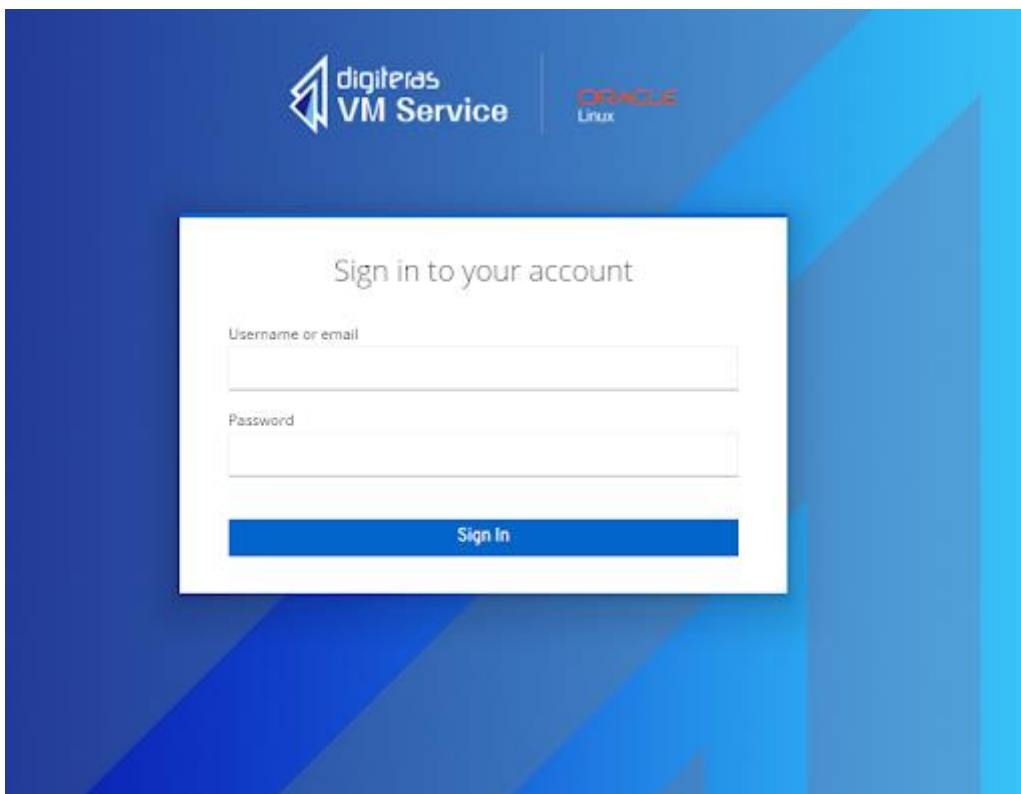 digiteras
VM Service
ORACLE
Linux
Sign in to your account
Username or email
Password
Sign In